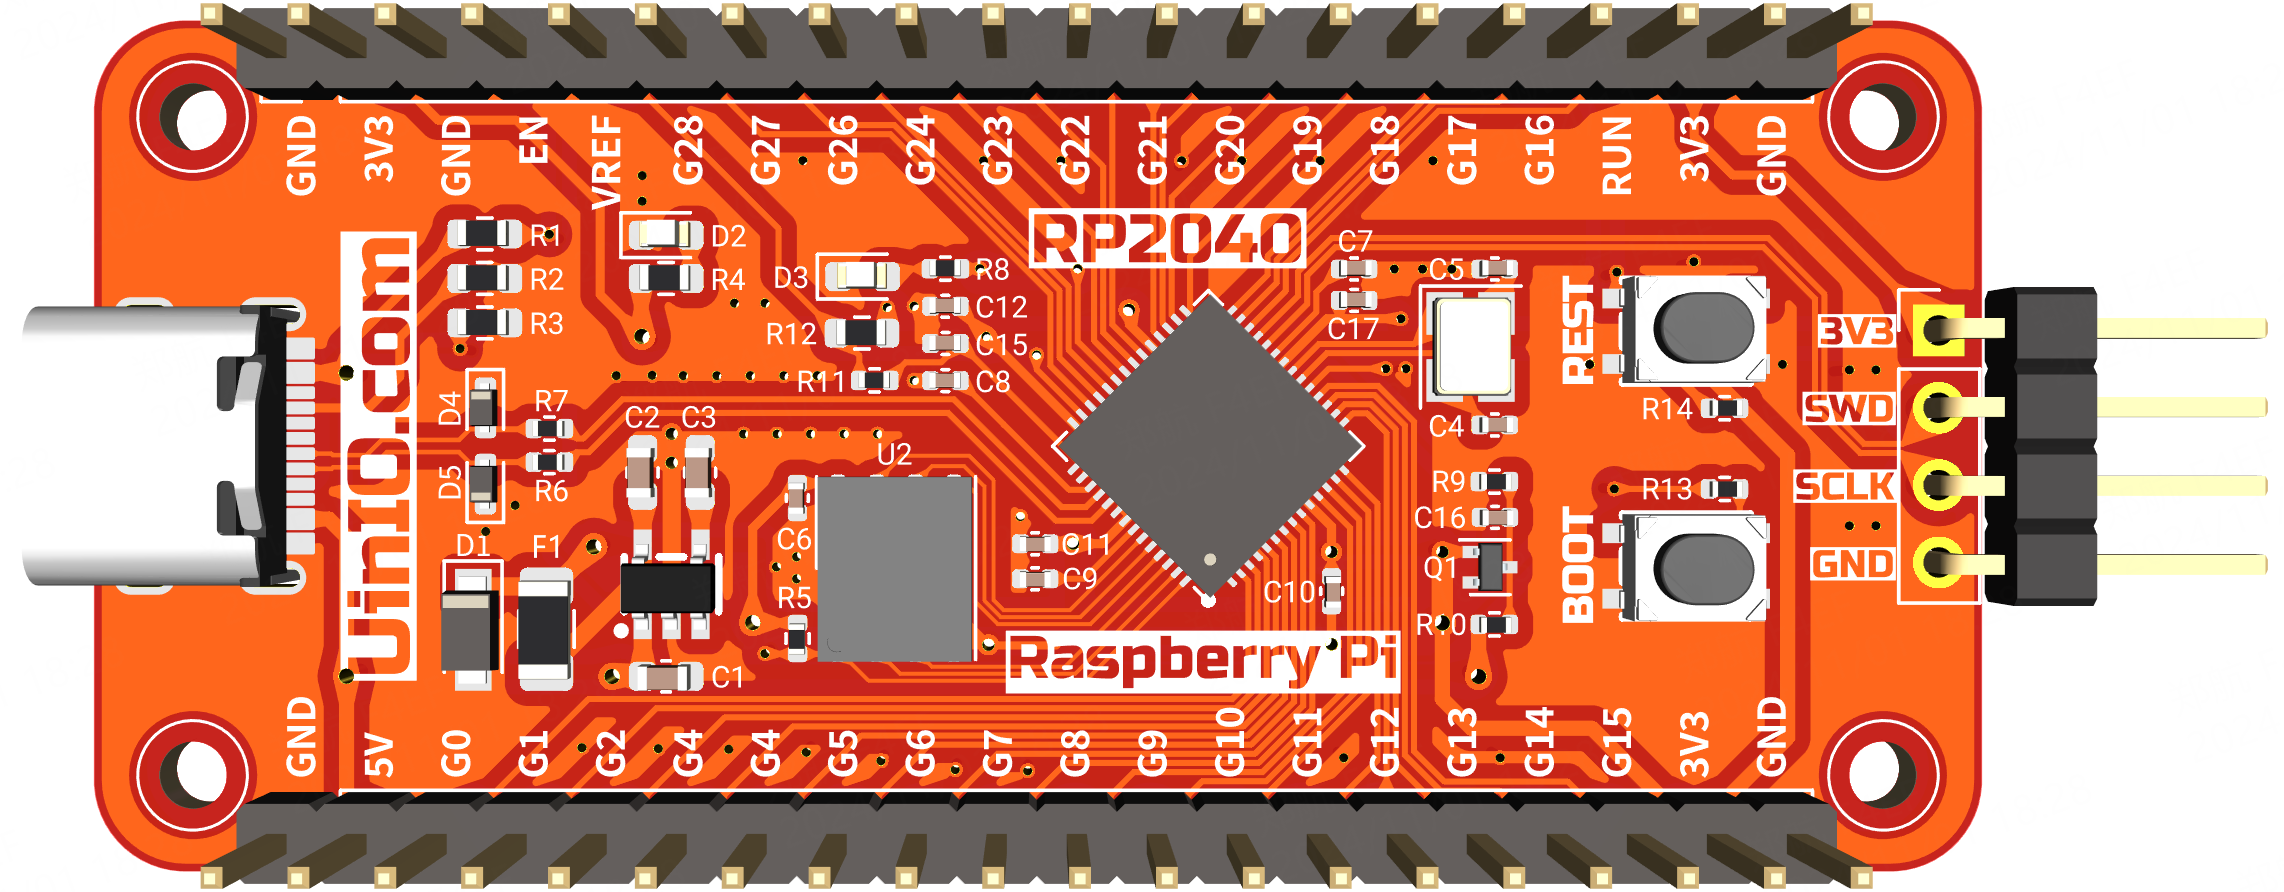 GND 3V3 GND EN VREF G28 G27 G26 G24 G23 G22 G21 G20 G19 G18 G17 G16 RUN 3V3 GND
RP2040
UinIO.com
R1
R2
R3
D2
R4
D3
R8
C12
R12
C15
R11
C8
C7
C5
C17
C4
REST
R14
3V3
SWD
SCLK
GND
D4
R7
D5
R6
C2
C3
U2
D1
F1
C6
R5
C1
C11
C9
C10
R9
C16
Q1
R10
R13
BOOT
Raspberry Pi
GND 5V G0 G1 G2 G4 G4 G5 G6 G7 G8 G9 G10 G11 G12 G13 G14 G15 3V3 GND